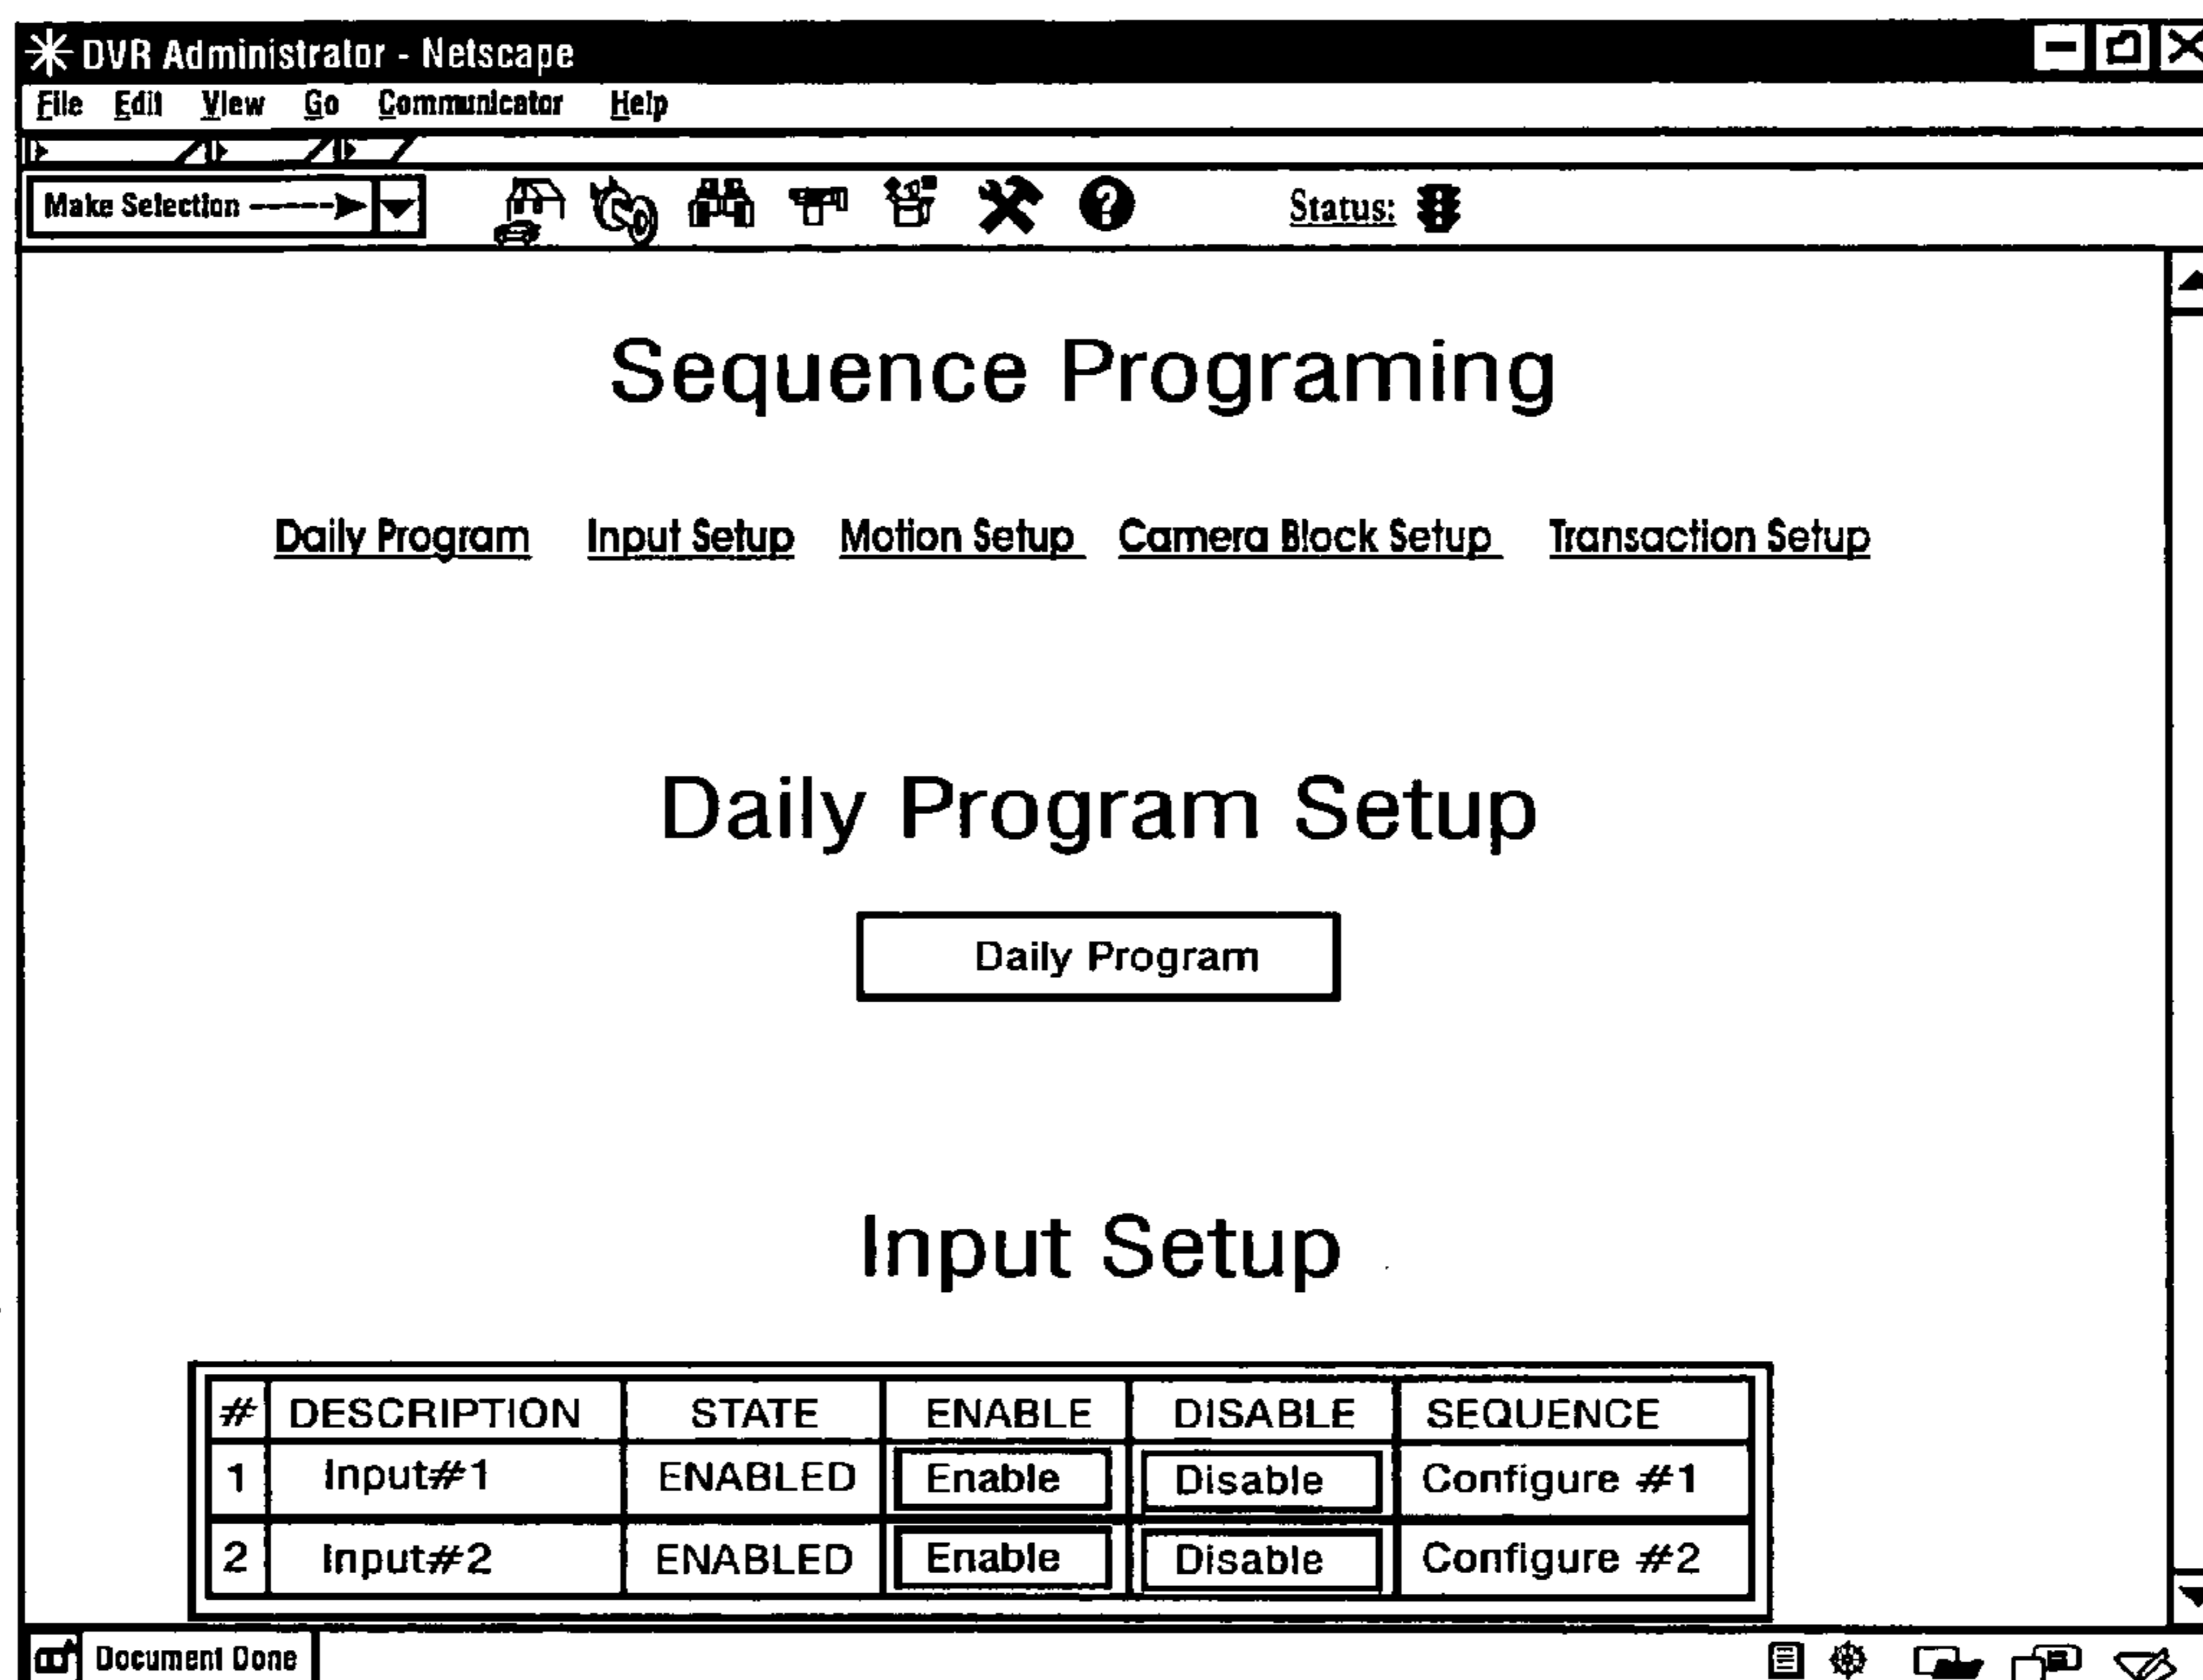 DVR Administrator - Netscape
File Edit View Go Communicator Help
Make Selection Status:
Sequence Programing
Daily Program Input Setup Motion Setup Camera Block Setup Transaction Setup
Daily Program Setup
Daily Program
Input Setup
# DESCRIPTION STATE ENABLE DISABLE SEQUENCE
1 Input#1 ENABLED Enable Disable Configure #1
2 Input#2 ENABLED Enable Disable Configure #2
Document Done